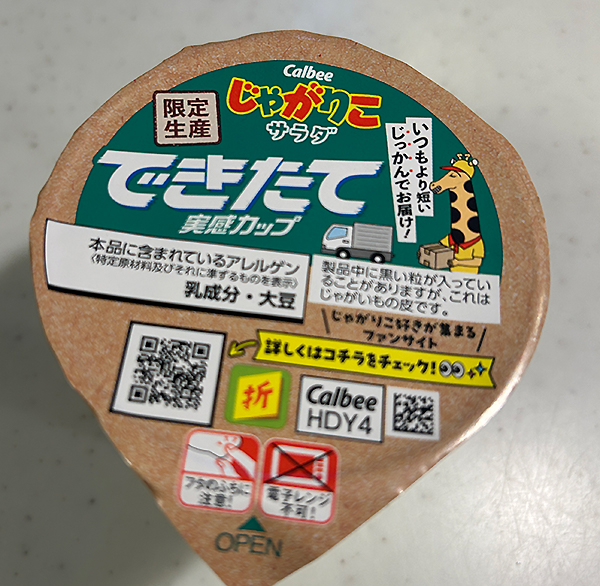 Calbee
じゃがりこ
サラダ
限定
生産
いつもより短い
じっかんでお届け!
できたて
実感カップ
本品に含まれているアレルゲン
(特定原材料及びそれに準ずるものを表示)
乳成分・大豆
製品中に黒い粒が入ってい
ることがありますが、これは
じゃがいもの皮です。
じゃがりこ好きが集まる
ファンサイト
詳しくはコチラをチェック!
折
Calbee
HDY4
フタのふちに
注意!
電子レンジ
不可!
OPEN